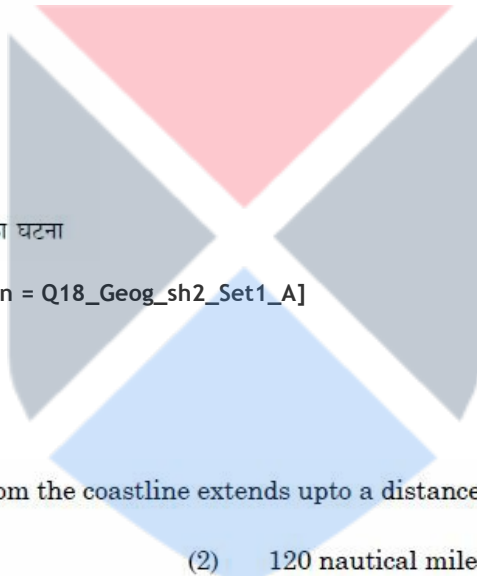 घटना
n = Q18_Geog_sh2_Set1_A]
om the coastline extends upto a distance
(2) 120 nautical mile